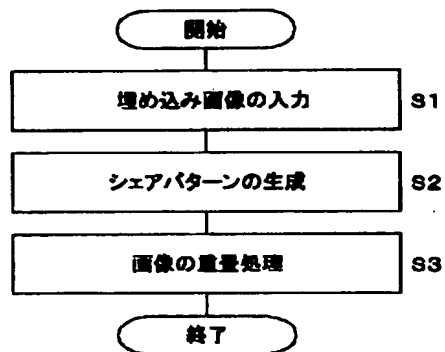 開始
埋め込み画像の入力 S1
シェアパターンの生成 S2
画像の重畳処理 S3
終了